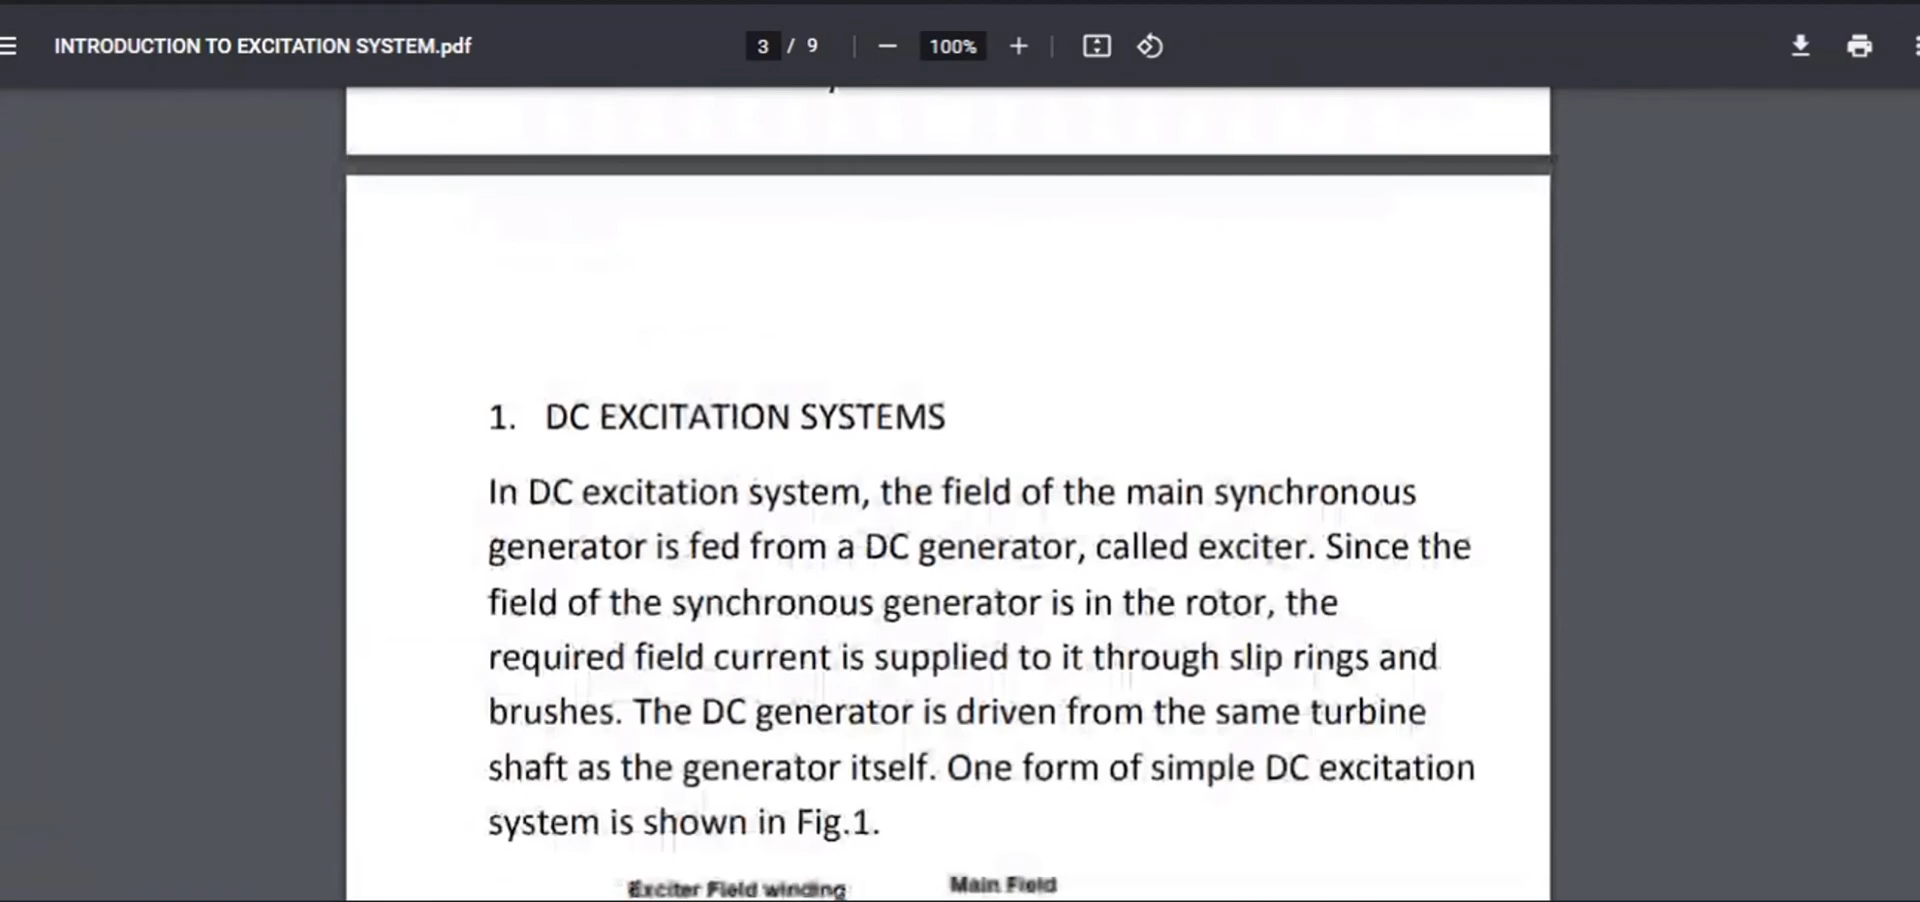 INTRODUCTION TO EXCITATION SYSTEM.pdf
3 / 9
100%
1. DC EXCITATION SYSTEMS
In DC excitation system, the field of the main synchronous
generator is fed from a DC generator, called exciter. Since the
field of the synchronous generator is in the rotor, the
required field current is supplied to it through slip rings and
brushes. The DC generator is driven from the same turbine
shaft as the generator itself. One form of simple DC excitation
system is shown in Fig.1.
Exciter Field winding
Main Field